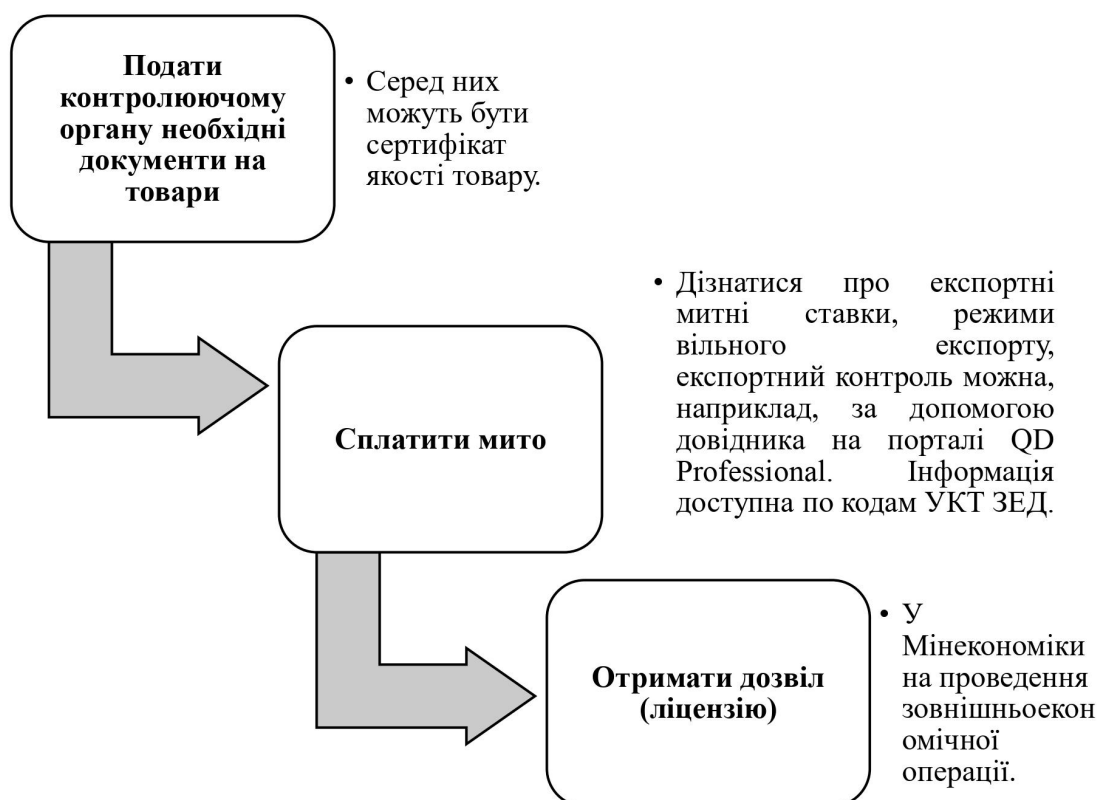 Подати
контролюючому
органу необхідні
документи на
товари
• Серед них
можуть бути
сертифікат
якості товару.
Сплатити мито
• Дізнатися про експортні
митні ставки, режими
вільного експорту,
експортний контроль можна,
наприклад, за допомогою
довідника на порталі QD
Professional. Інформація
доступна по кодам УКТ ЗЕД.
Отримати дозвіл
(ліцензію)
• У
Мінекономіки
на проведення
зовнішньоекон
омічної
операції.